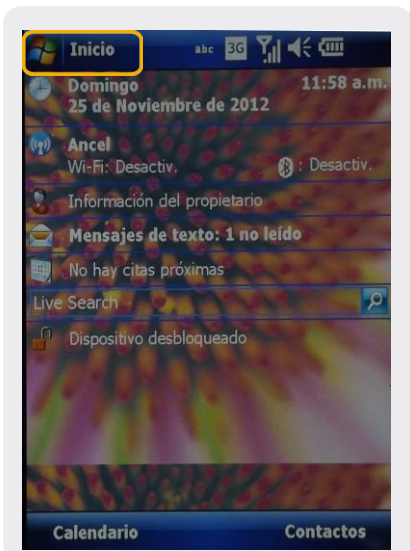 Inicio abc 3G
Domingo 11:58 a.m.
25 de Noviembre de 2012
Ancel
Wi-Fi: Desactiv. : Desactiv.
Información del propietario
Mensajes de texto: 1 no leído
No hay citas próximas
Live Search
Dispositivo desbloqueado
Calendario Contactos